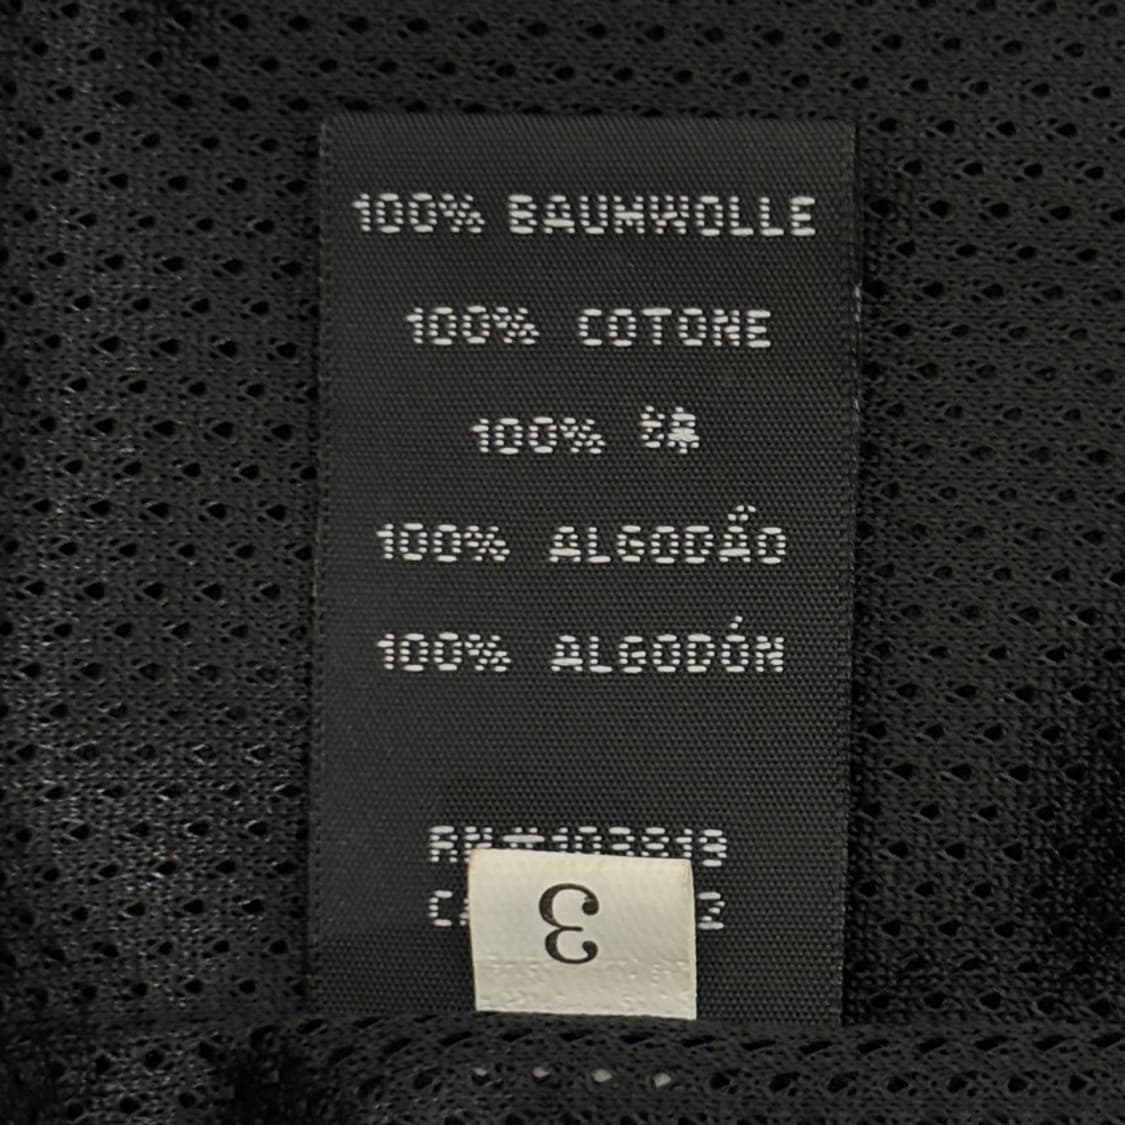 100% BAUMWOLLE
100% COTONE
100% 綿
100% ALGODÃO
100% ALGODÓN
3